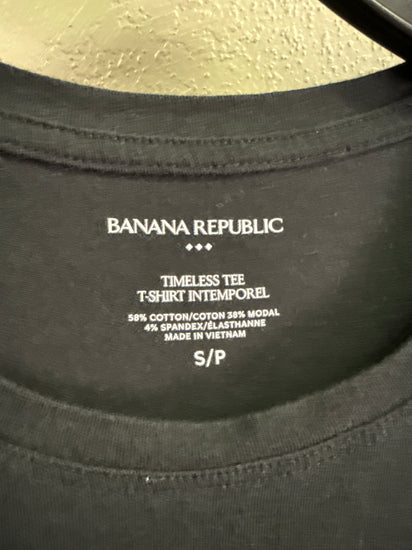 BANANA REPUBLIC
TIMELESS TEE
T-SHIRT INTEMPOREL
58% COTTON/COTON 38% MODAL
4% SPANDEX/ÉLASTHANNE
MADE IN VIETNAM
S/P